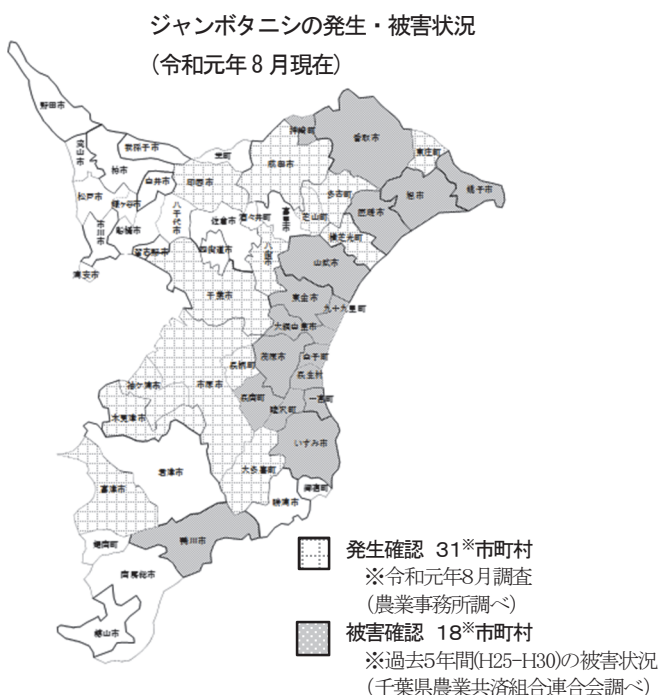 ジャンボタニシの発生・被害状況
(令和元年8月現在)
野田市
流山市
柏市
我孫子市
松戸市
鎌ケ谷市
白井市
印西市
栄町
成田市
神崎町
香取市
東庄町
銚子市
旭市
匝瑳市
多古町
芝山町
横芝光町
富里市
酒々井町
佐倉市
八千代市
船橋市
市川市
浦安市
習志野市
四街道市
八街市
千葉市
山武市
東金市
九十九里町
大網白里市
茂原市
白子町
長生村
一宮町
長柄町
長南町
睦沢町
市原市
袖ケ浦市
木更津市
いすみ市
大多喜町
御宿町
勝浦市
君津市
富津市
鴨川市
鋸南町
南房総市
館山市
発生確認 31※市町村
※令和元年8月調査
(農業事務所調べ)
被害確認 18※市町村
※過去5年間(H25-H30)の被害状況
(千葉県農業共済組合連合会調べ)